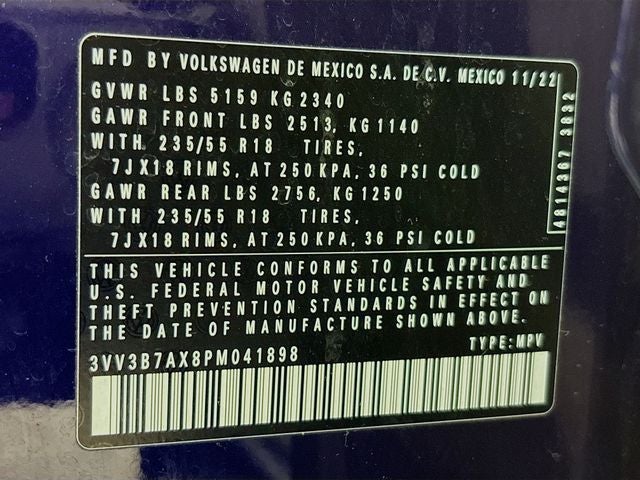 MFD BY VOLKSWAGEN DE MEXICO S.A. DE C.V. MEXICO 11/22
GVWR LBS 5159 KG 2340
GAWR FRONT LBS 2513, KG 1140
WITH 235/55 R18 TIRES,
7JX18 RIMS, AT 250 KPA, 36 PSI COLD
GAWR REAR LBS 2756, KG 1250
WITH 235/55 R18 TIRES,
7JX18 RIMS, AT 250 KPA, 36 PSI COLD
4814367 3832
THIS VEHICLE CONFORMS TO ALL APPLICABLE
U.S. FEDERAL MOTOR VEHICLE SAFETY AND
THEFT PREVENTION STANDARDS IN EFFECT ON
THE DATE OF MANUFACTURE SHOWN ABOVE.
3VV3B7AX8PM041898 TYPE: MPV